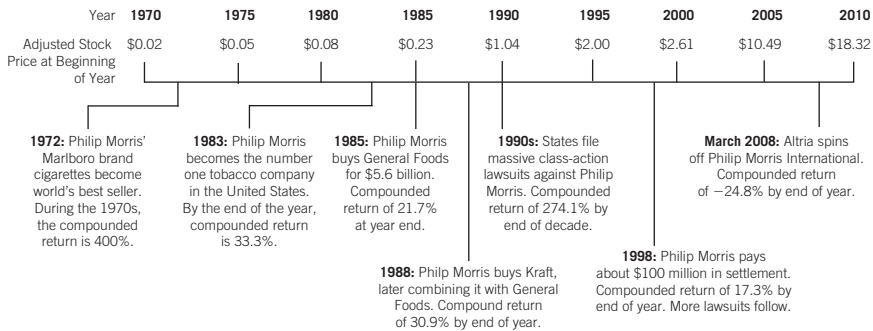 Year 1970 1975 1980 1985 1990 1995 2000 2005 2010
Adjusted Stock $0.02 $0.05 $0.08 $0.23 $1.04 $2.00 $2.61 $10.49 $18.32
Price at Beginning
of Year
1972: Philip Morris’
Marlboro brand
cigarettes become
world’s best seller.
During the 1970s,
the compounded
return is 400%.
1983: Philip Morris
becomes the number
one tobacco company
in the United States.
By the end of the year,
compounded return
is 33.3%.
1985: Philip Morris
buys General Foods
for $5.6 billion.
Compounded
return of 21.7%
at year end.
1988: Philp Morris buys Kraft,
later combining it with General
Foods. Compound return
of 30.9% by end of year.
1990s: States file
massive class-action
lawsuits against Philip
Morris. Compounded
return of 274.1% by
end of decade.
1998: Philip Morris pays
about $100 million in settlement.
Compounded return of 17.3% by
end of year. More lawsuits follow.
March 2008: Altria spins
off Philip Morris International.
Compounded return
of −24.8% by end of year.